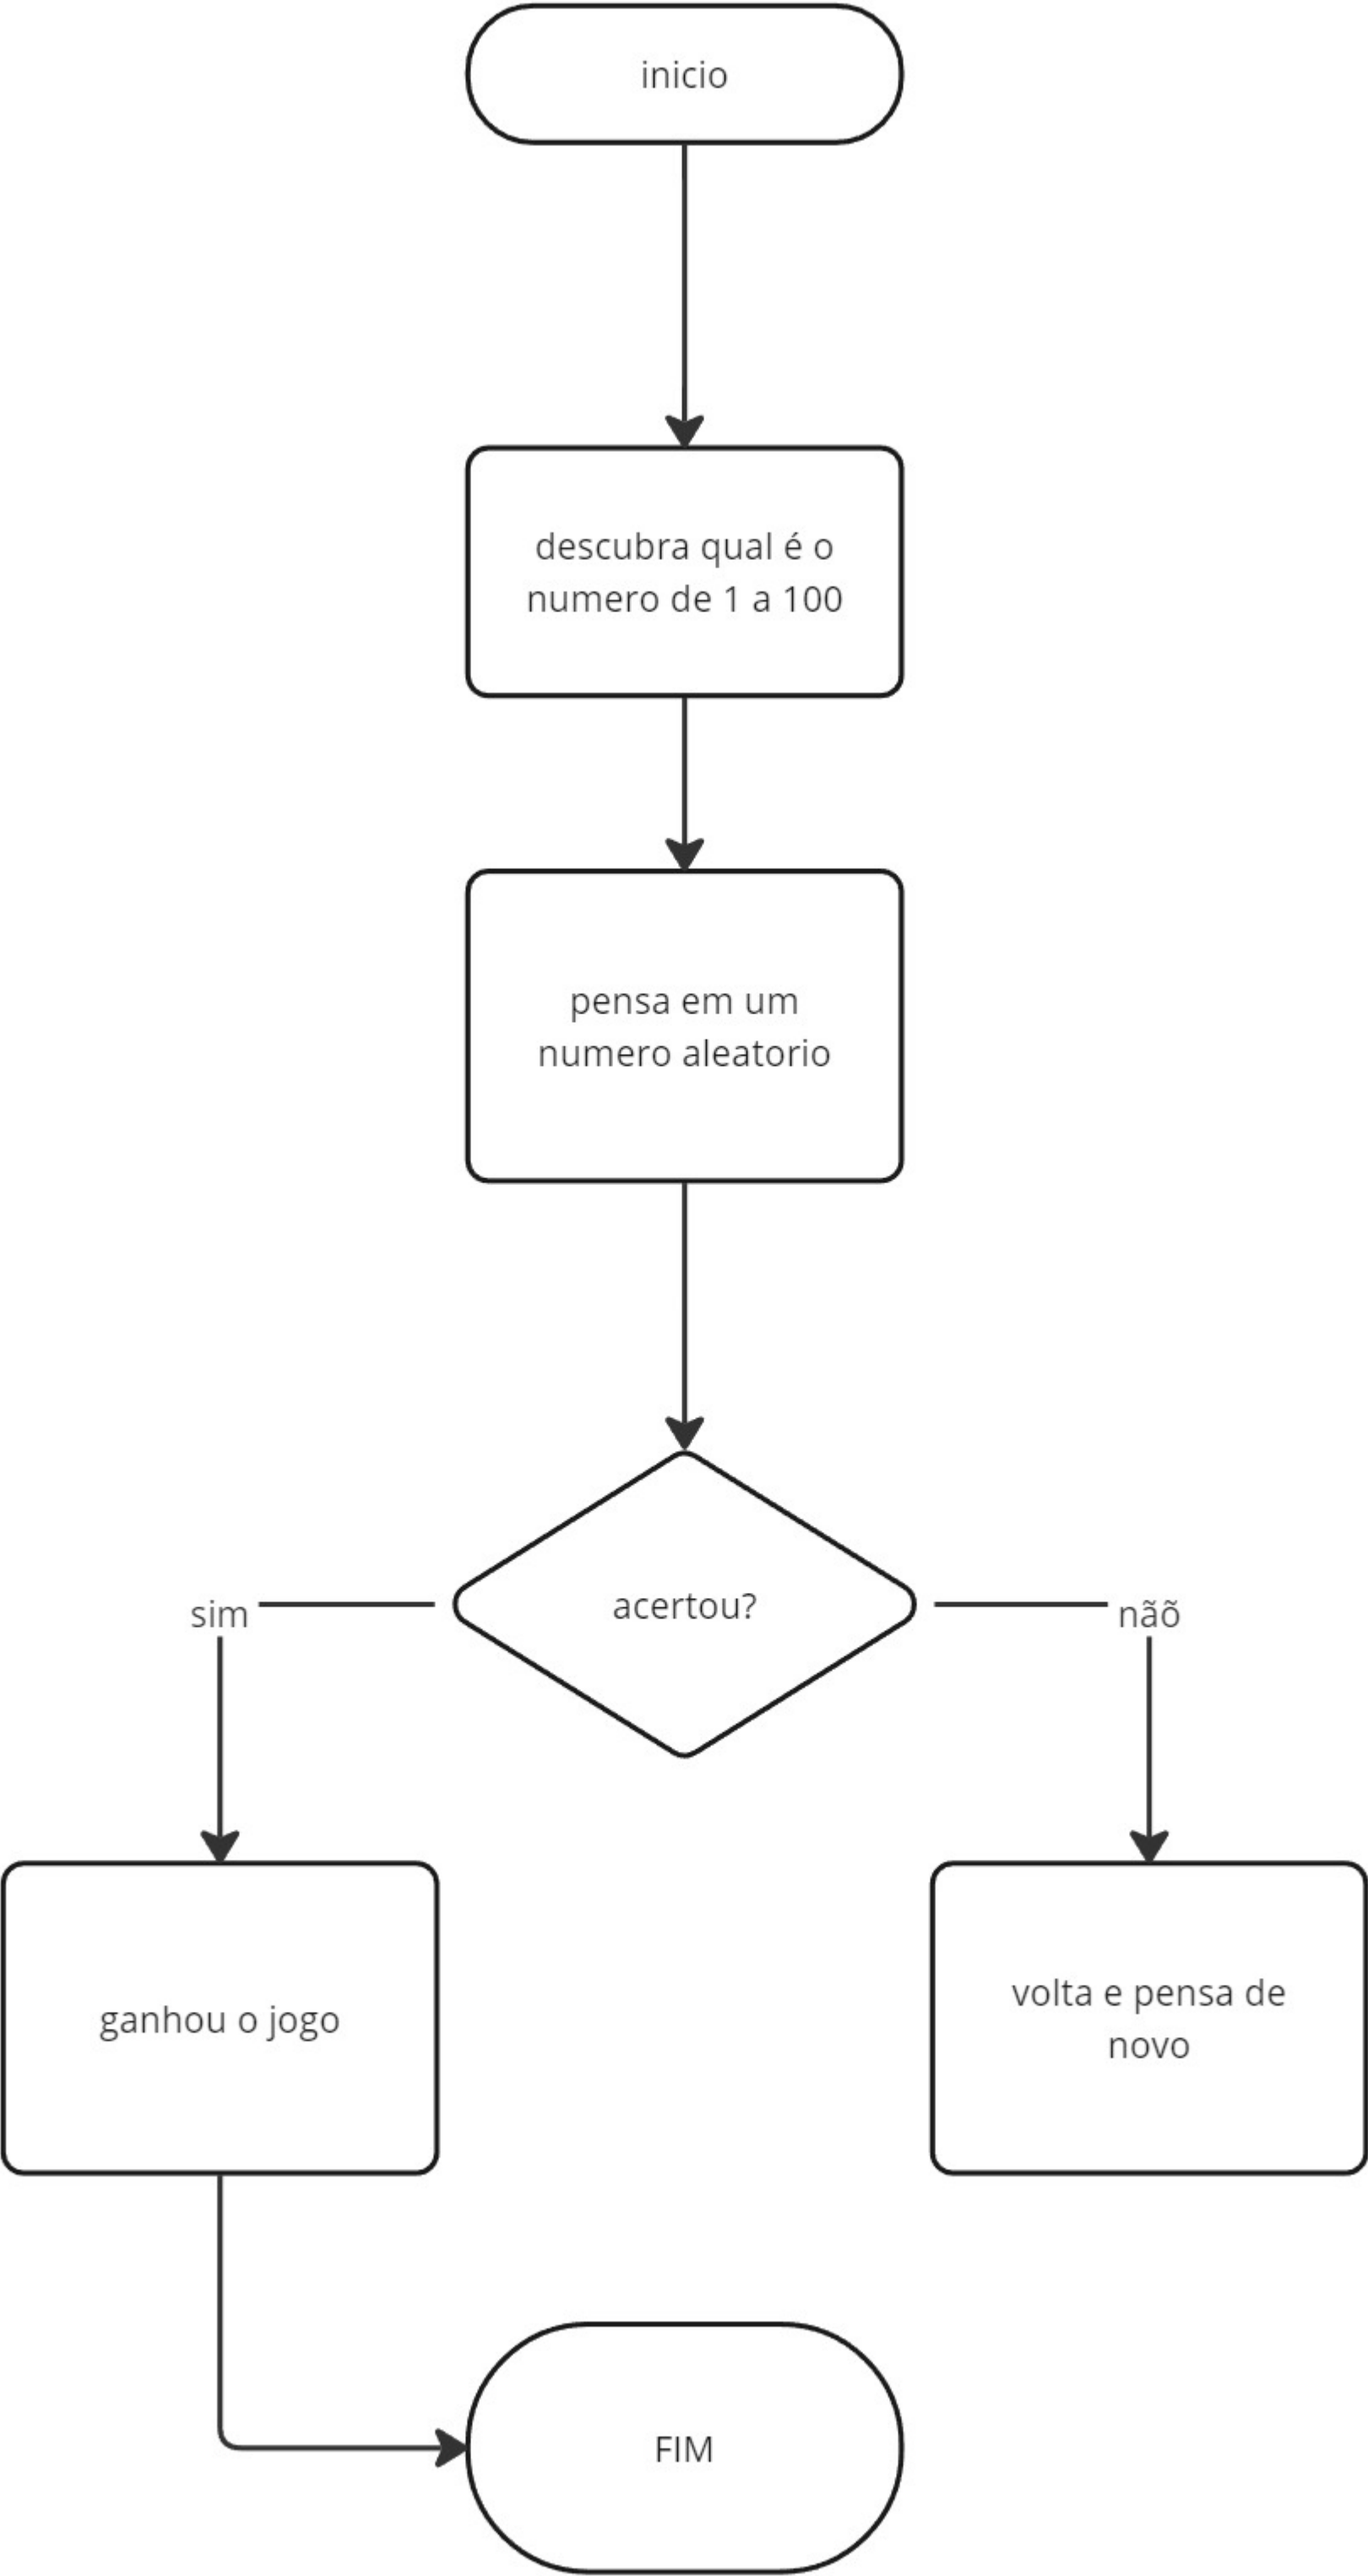 inicio
descubra qual é o
numero de 1 a 100
pensa em um
numero aleatorio
acertou?
sim
nãõ
ganhou o jogo
volta e pensa de
novo
FIM